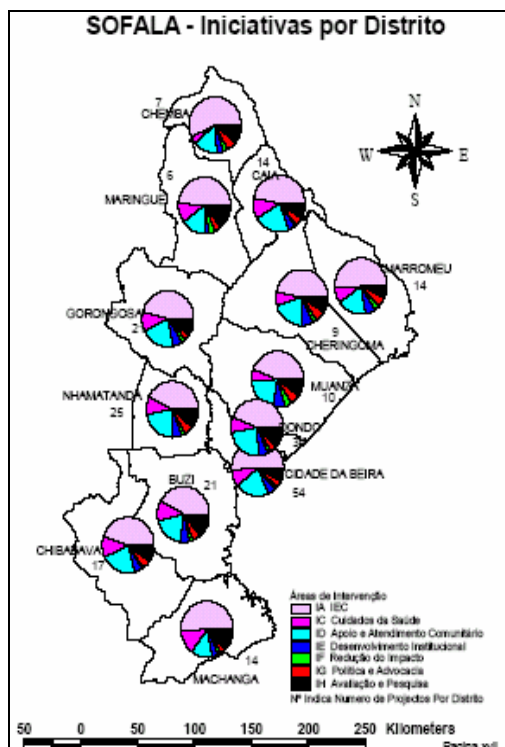 SOFALA - Iniciativas por Distrito
N
W E
S
7
CHEMBA
14
CAIA
6
MARINGUE
MARROMEU
14
GORONGOSA
2
9
CHERINGOMA
MUANZA
10
NHAMATANDA
25
DONDO
CIDADE DA BEIRA
54
BUZI 21
CHIBABAVA
17
14
MACHANGA
Áreas de Intervenção
IA IEC
IC Cuidados da Saúde
ID Apoio e Atendimento Comunitário
IE Desenvolvimento Institucional
IF Redução do Impacto
IG Política e Advocacia
IH Avaliação e Pesquisa
Nº Indica Numero de Projectos Por Distrito
50 0 50 100 150 200 250 Kilometers
Pagina xvii